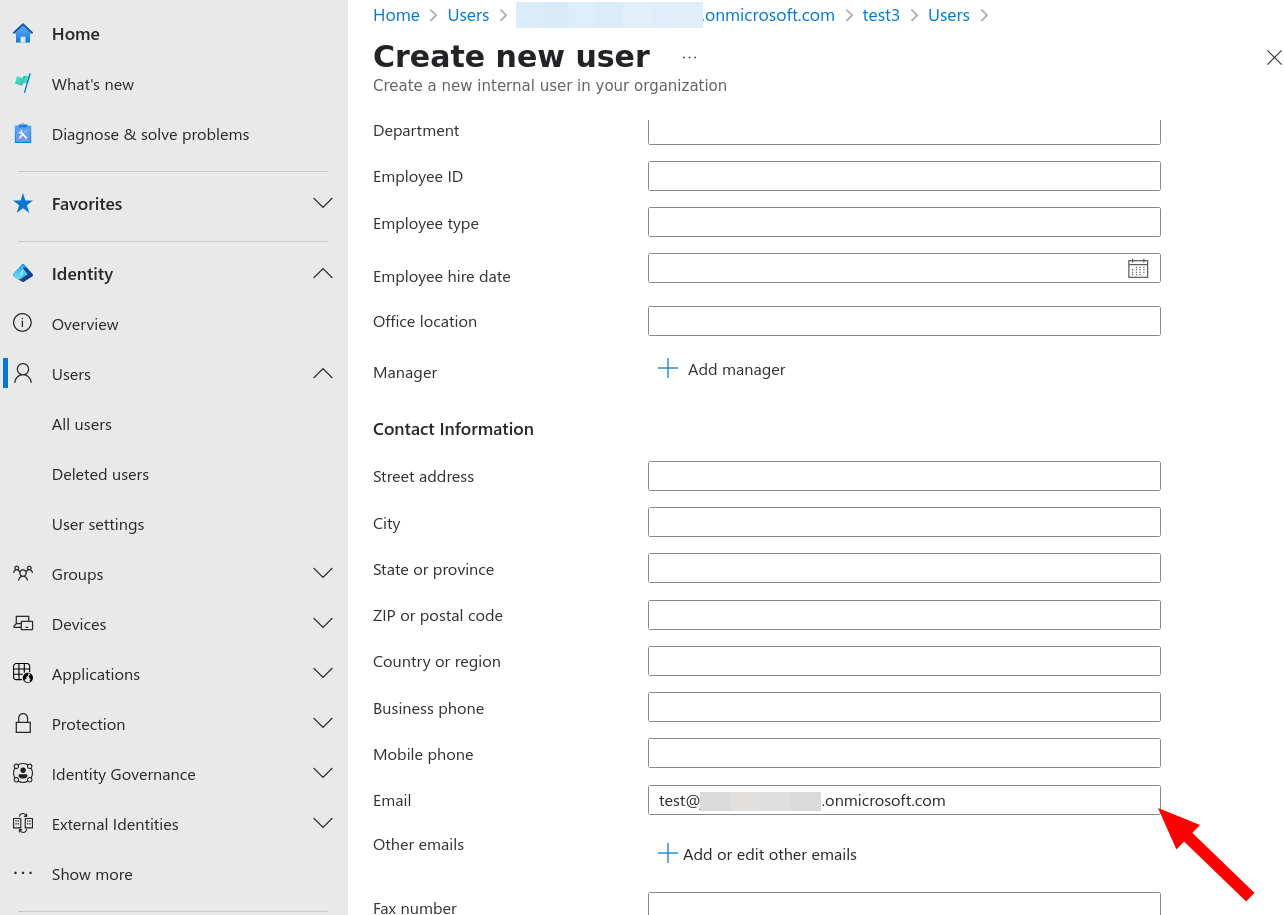 Home
What's new
Diagnose & solve problems
Favorites
Identity
Overview
Users
All users
Deleted users
User settings
Groups
Devices
Applications
Protection
Identity Governance
External Identities
Show more
Home > Users > .onmicrosoft.com > test3 > Users >
Create new user ...
Create a new internal user in your organization
Department
Employee ID
Employee type
Employee hire date
Office location
Manager
Add manager
Contact Information
Street address
City
State or province
ZIP or postal code
Country or region
Business phone
Mobile phone
Email
test@ .onmicrosoft.com
Other emails
Add or edit other emails
Fax number